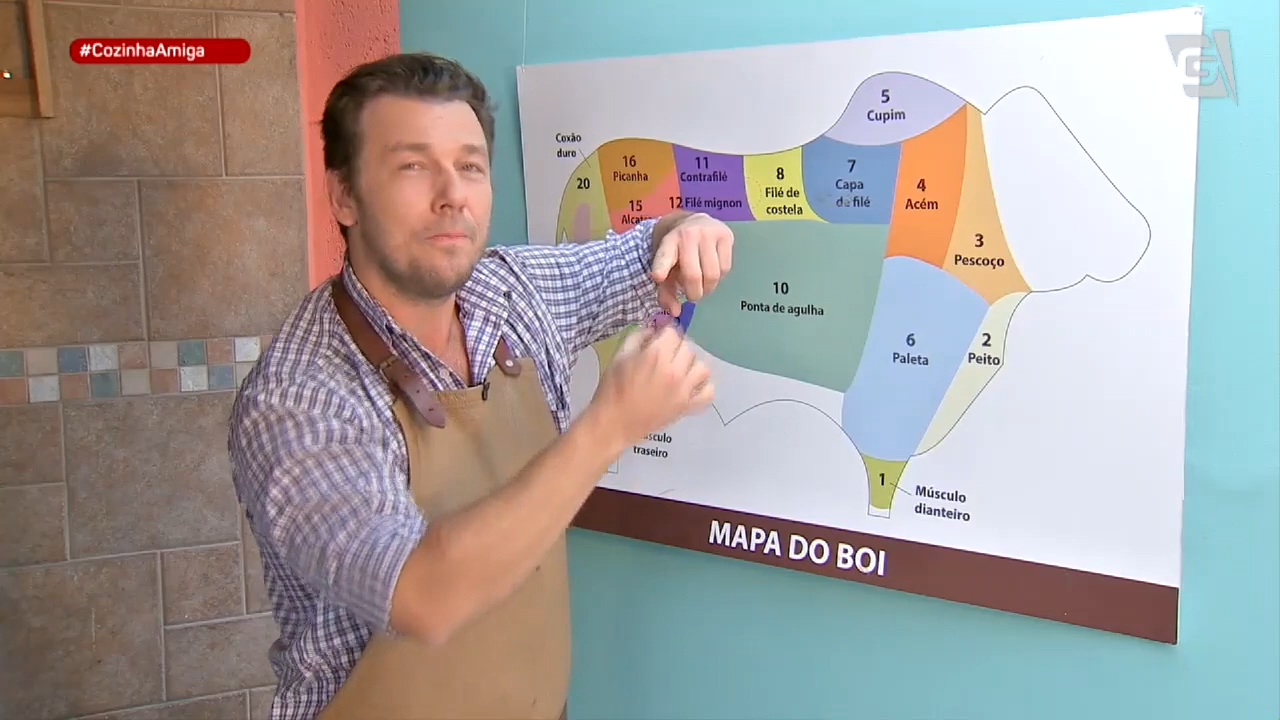 #CozinhaAmiga
G
5
Cupim
Coxão
duro
20
16
Picanha
15
11
Contrafilé
12 Filé mignon
8
Filé de
costela
7
Capa
de filé
4
Acém
3
Pescoço
10
Ponta de agulha
6
Paleta
2
Peito
traseiro
1
Músculo
dianteiro
MAPA DO BOI